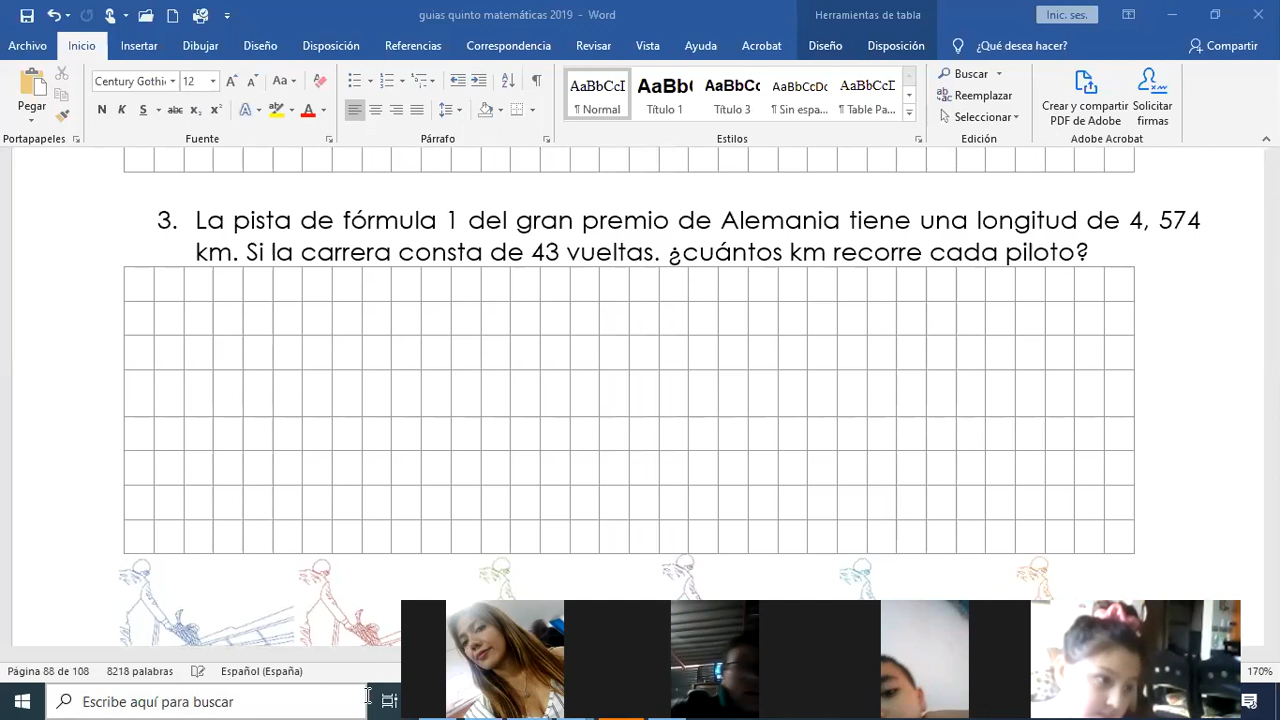 guias quinto matemáticas 2019 - Word
Herramientas de tabla
Inic. ses.
Archivo Inicio Insertar Dibujar Diseño Disposición Referencias Correspondencia Revisar Vista Ayuda Acrobat Diseño Disposición ¿Qué desea hacer? Compartir
Pegar
Century Gothi 12
N K S abc x₂ x²
AaBbCcI AaBb( AaBbCc AaBbCcDc AaBbCcI
¶ Normal Título 1 Título 3 ¶ Sin espa... ¶ Table Pa...
Buscar
Reemplazar
Seleccionar
Crear y compartir PDF de Adobe
Solicitar firmas
Portapapeles Fuente Párrafo Estilos Edición Adobe Acrobat
3. La pista de fórmula 1 del gran premio de Alemania tiene una longitud de 4, 574
km. Si la carrera consta de 43 vueltas. ¿cuántos km recorre cada piloto?
Página 88 de 108 8218 palabras Español (España) 170%
Escribe aquí para buscar